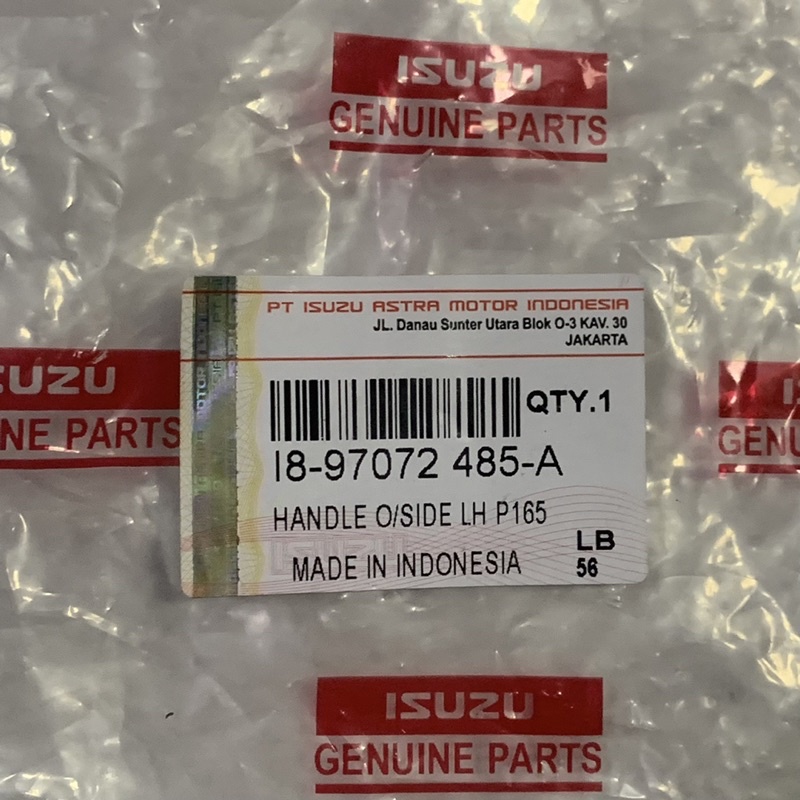 ISUZU
GENUINE PARTS
PT ISUZU ASTRA MOTOR INDONESIA
JL. Danau Sunter Utara Blok O-3 KAV. 30
JAKARTA
UZU
NE PARTS
QTY.1
I
GENU
I8-97072 485-A
HANDLE O/SIDE LH P165
ISUZU
MADE IN INDONESIA
LB
56
ISUZU
GENUINE PARTS